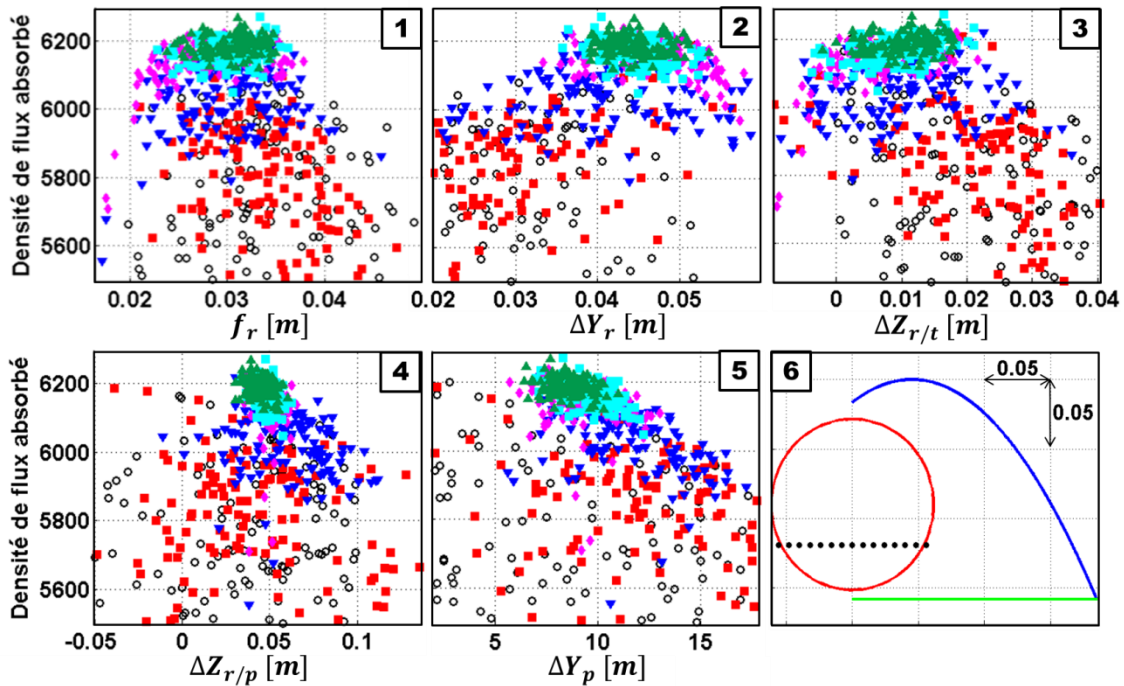 Densité de flux absorbé
6200
6000
5800
5600
1
0.02 0.03 0.04
f_r [m]
2
0.02 0.03 0.04 0.05
ΔY_r [m]
3
0 0.01 0.02 0.03 0.04
ΔZ_{r/t} [m]
Densité de flux absorbé
6200
6000
5800
5600
4
-0.05 0 0.05 0.1
ΔZ_{r/p} [m]
5
5 10 15
ΔY_p [m]
6
0.05
0.05